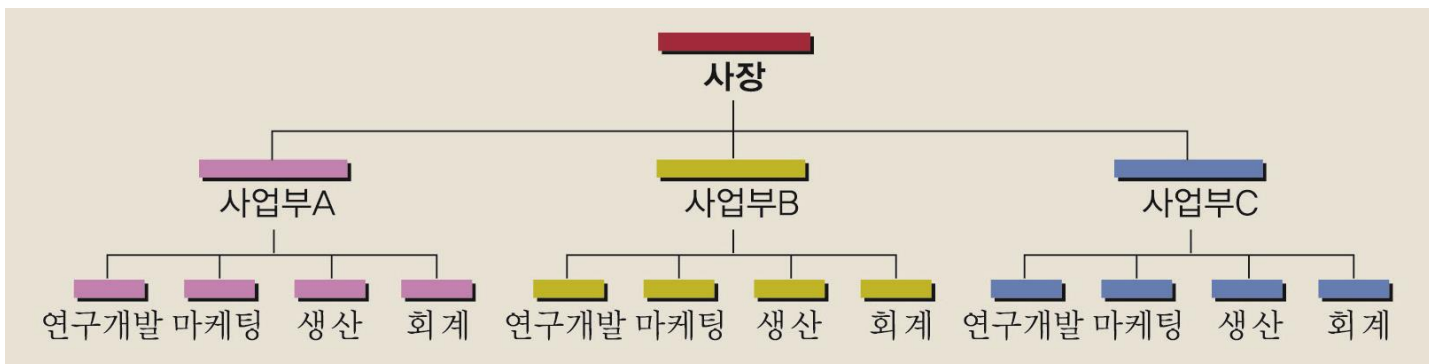 사장
사업부A 사업부B 사업부C
연구개발 마케팅 생산 회계 연구개발 마케팅 생산 회계 연구개발 마케팅 생산 회계